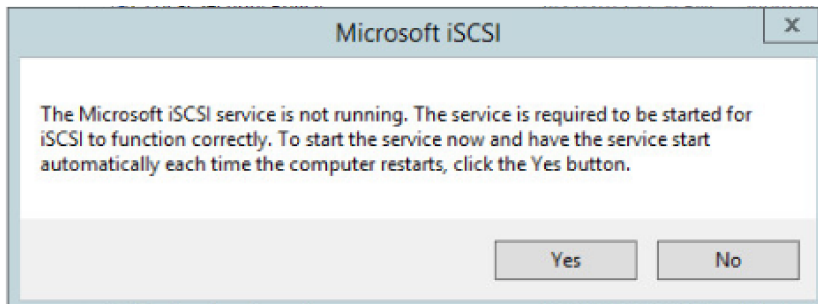 Microsoft iSCSI
x
The Microsoft iSCSI service is not running. The service is required to be started for
iSCSI to function correctly. To start the service now and have the service start
automatically each time the computer restarts, click the Yes button.
Yes No